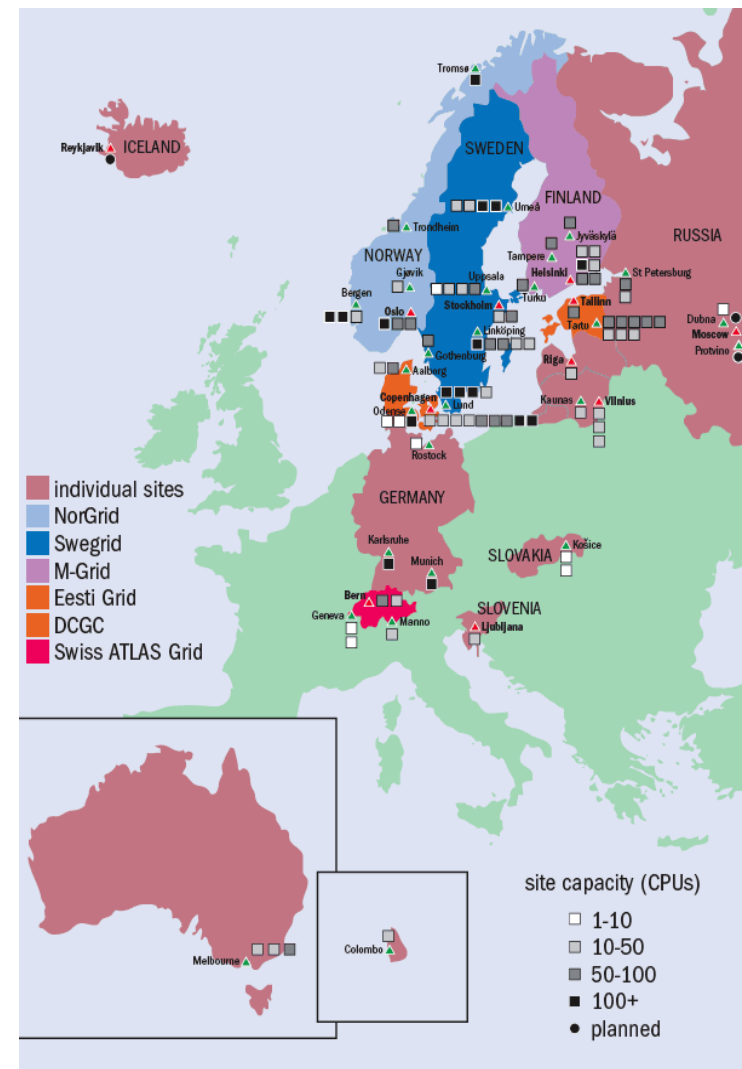 Tromsø
Reykjavik
ICELAND
SWEDEN
Umeå
FINLAND
RUSSIA
Trondheim
Jyväskylä
NORWAY
Tampere
Gjøvik
Uppsala
Helsinki
St Petersburg
Bergen
Turku
Oslo
Stockholm
Tallinn
Dubna
Linköping
Tartu
Moscow
Gothenburg
Protvino
Riga
Aalborg
Copenhagen
Kaunas
Vilnius
Odense
Lund
Rostock
individual sites
NorGrid
Swegrid
M-Grid
Eesti Grid
DCGC
Swiss ATLAS Grid
GERMANY
Karlsruhe
Munich
SLOVAKIA
Košice
Bern
Geneva
Manno
SLOVENIA
Ljubljana
Melbourne
Colombo
site capacity (CPUs)
1-10
10-50
50-100
100+
planned